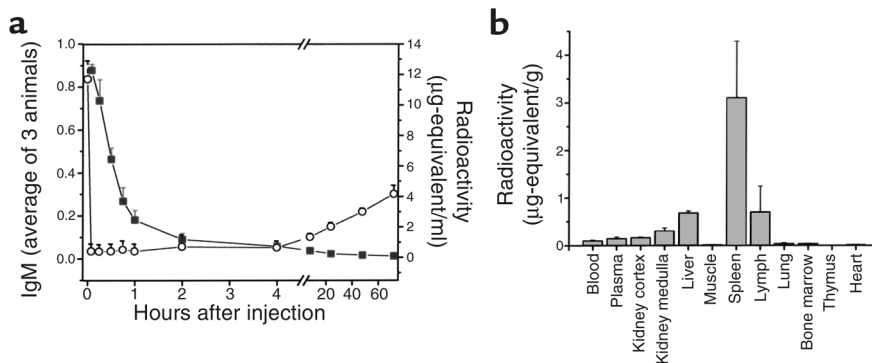 a
1.0
0.8
0.6
0.4
0.2
0.0
IgM (average of 3 animals)
0 1 2 3 4 20 40 60
Hours after injection
14
12
10
8
6
4
2
0
Radioactivity
(μg-equivalent/ml)
b
4
3
2
1
0
Radioactivity
(μg-equivalent/g)
Blood
Plasma
Kidney cortex
Kidney medulla
Liver
Muscle
Spleen
Lymph
Lung
Bone marrow
Thymus
Heart